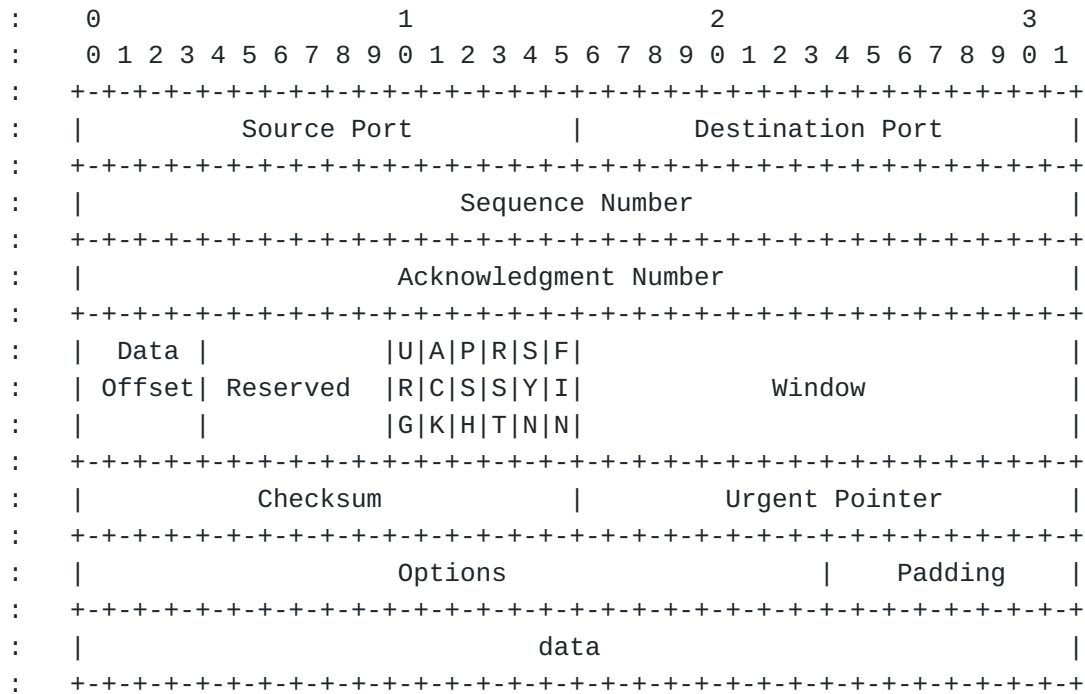 :     0                   1                   2                   3
:     0 1 2 3 4 5 6 7 8 9 0 1 2 3 4 5 6 7 8 9 0 1 2 3 4 5 6 7 8 9 0 1
:    +-+-+-+-+-+-+-+-+-+-+-+-+-+-+-+-+-+-+-+-+-+-+-+-+-+-+-+-+-+-+-+-+
:    |          Source Port          |       Destination Port        |
:    +-+-+-+-+-+-+-+-+-+-+-+-+-+-+-+-+-+-+-+-+-+-+-+-+-+-+-+-+-+-+-+-+
:    |                        Sequence Number                        |
:    +-+-+-+-+-+-+-+-+-+-+-+-+-+-+-+-+-+-+-+-+-+-+-+-+-+-+-+-+-+-+-+-+
:    |                    Acknowledgment Number                      |
:    +-+-+-+-+-+-+-+-+-+-+-+-+-+-+-+-+-+-+-+-+-+-+-+-+-+-+-+-+-+-+-+-+
:    |  Data |           |U|A|P|R|S|F|                               |
:    | Offset| Reserved  |R|C|S|S|Y|I|            Window             |
:    |       |           |G|K|H|T|N|N|                               |
:    +-+-+-+-+-+-+-+-+-+-+-+-+-+-+-+-+-+-+-+-+-+-+-+-+-+-+-+-+-+-+-+-+
:    |           Checksum            |         Urgent Pointer        |
:    +-+-+-+-+-+-+-+-+-+-+-+-+-+-+-+-+-+-+-+-+-+-+-+-+-+-+-+-+-+-+-+-+
:    |                    Options                    |    Padding    |
:    +-+-+-+-+-+-+-+-+-+-+-+-+-+-+-+-+-+-+-+-+-+-+-+-+-+-+-+-+-+-+-+-+
:    |                             data                              |
:    +-+-+-+-+-+-+-+-+-+-+-+-+-+-+-+-+-+-+-+-+-+-+-+-+-+-+-+-+-+-+-+-+